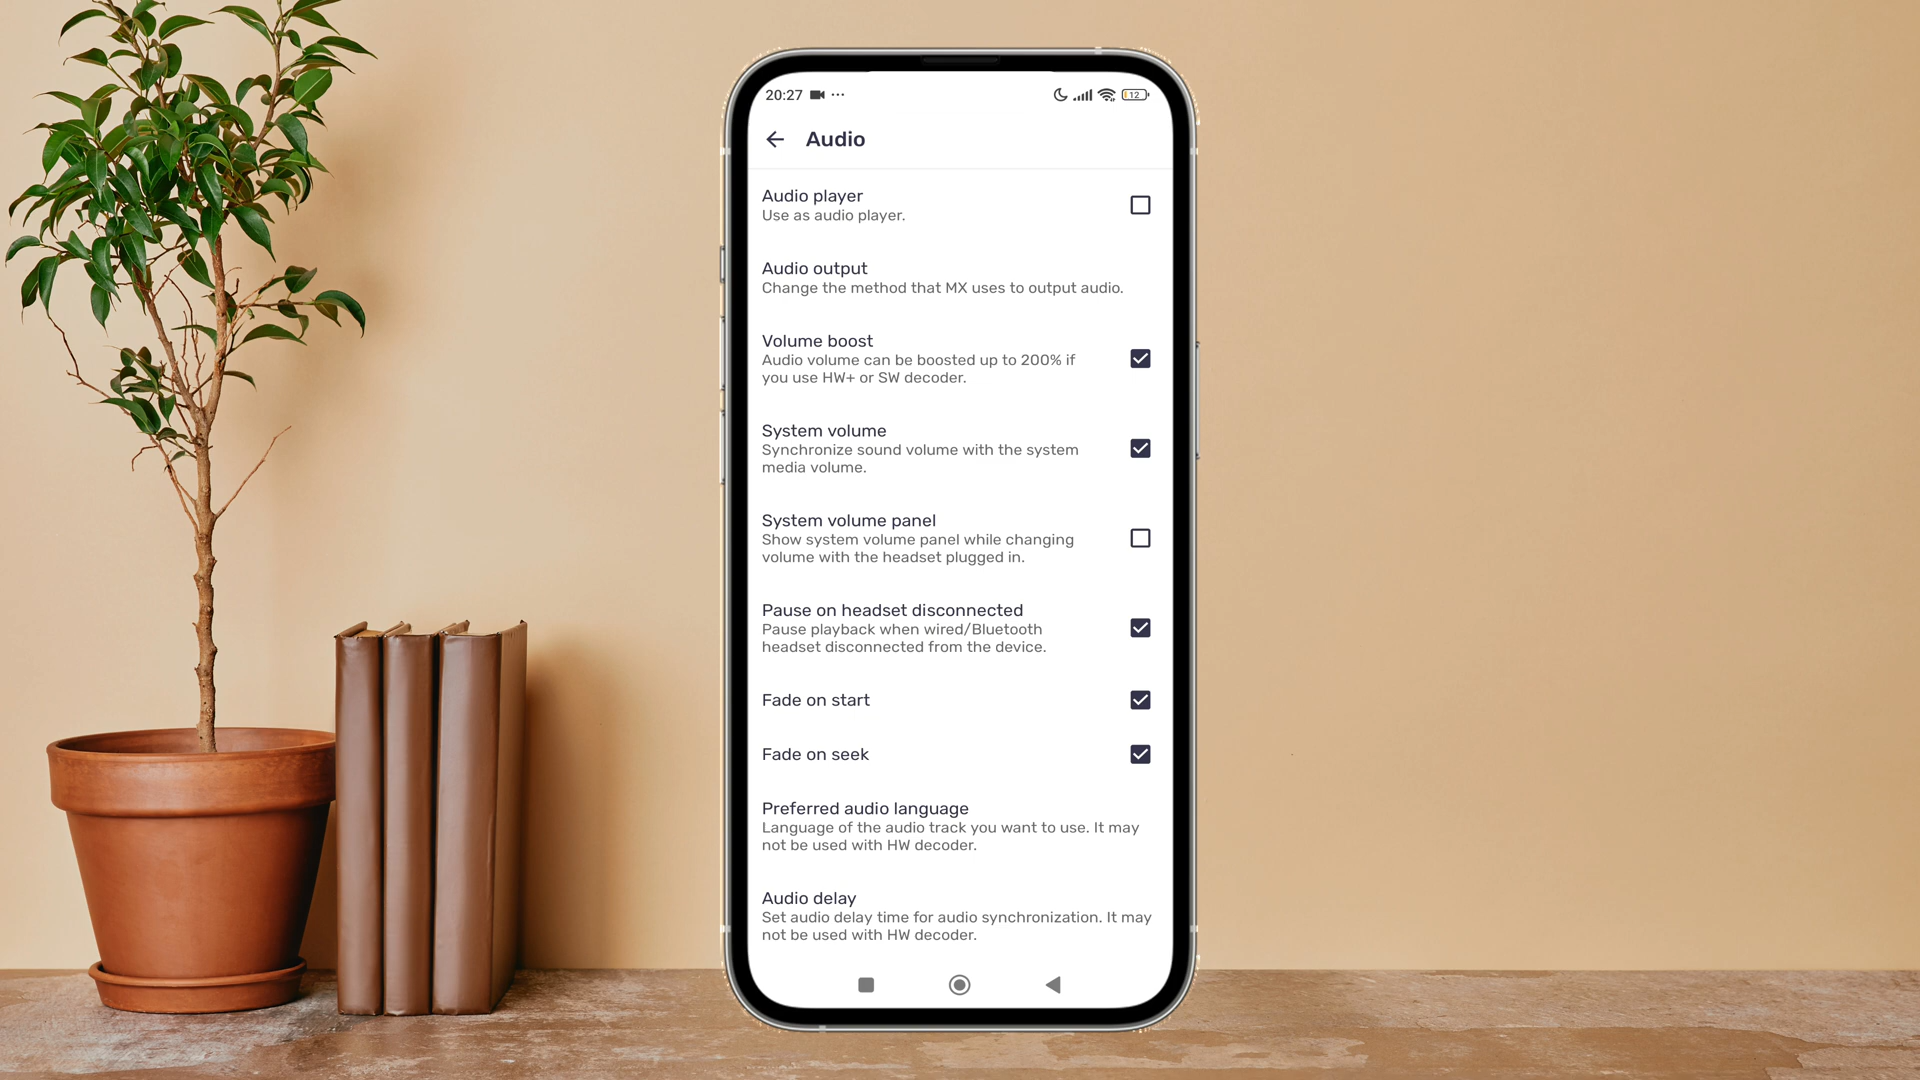 20:27 ...
12
Audio
Audio player
Use as audio player.
Audio output
Change the method that MX uses to output audio.
Volume boost
Audio volume can be boosted up to 200% if
you use HW+ or SW decoder.
System volume
Synchronize sound volume with the system
media volume.
System volume panel
Show system volume panel while changing
volume with the headset plugged in.
Pause on headset disconnected
Pause playback when wired/Bluetooth
headset disconnected from the device.
Fade on start
Fade on seek
Preferred audio language
Language of the audio track you want to use. It may
not be used with HW decoder.
Audio delay
Set audio delay time for audio synchronization. It may
not be used with HW decoder.